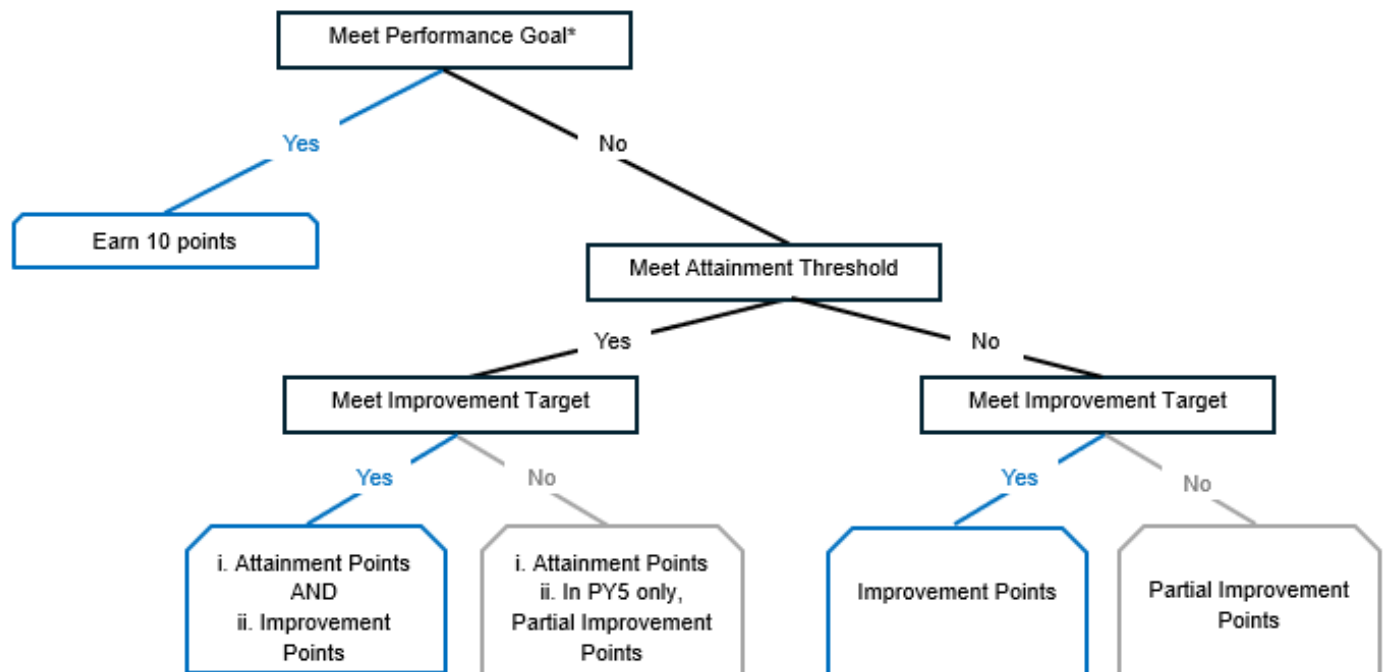 Meet Performance Goal*
Yes
No
Earn 10 points
Meet Attainment Threshold
Yes
No
Meet Improvement Target
Meet Improvement Target
Yes
No
Yes
No
i. Attainment Points
AND
ii. Improvement
Points
i. Attainment Points
ii. In PY5 only,
Partial Improvement
Points
Improvement Points
Partial Improvement
Points